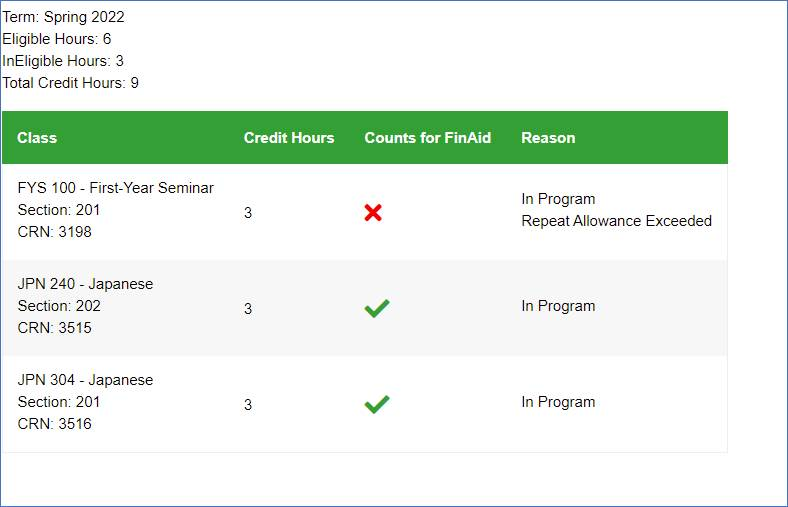 Term: Spring 2022
Eligible Hours: 6
InEligible Hours: 3
Total Credit Hours: 9
Class Credit Hours Counts for FinAid Reason
FYS 100 - First-Year Seminar
Section: 201
CRN: 3198
3
In Program
Repeat Allowance Exceeded
JPN 240 - Japanese
Section: 202
CRN: 3515
3
In Program
JPN 304 - Japanese
Section: 201
CRN: 3516
3
In Program